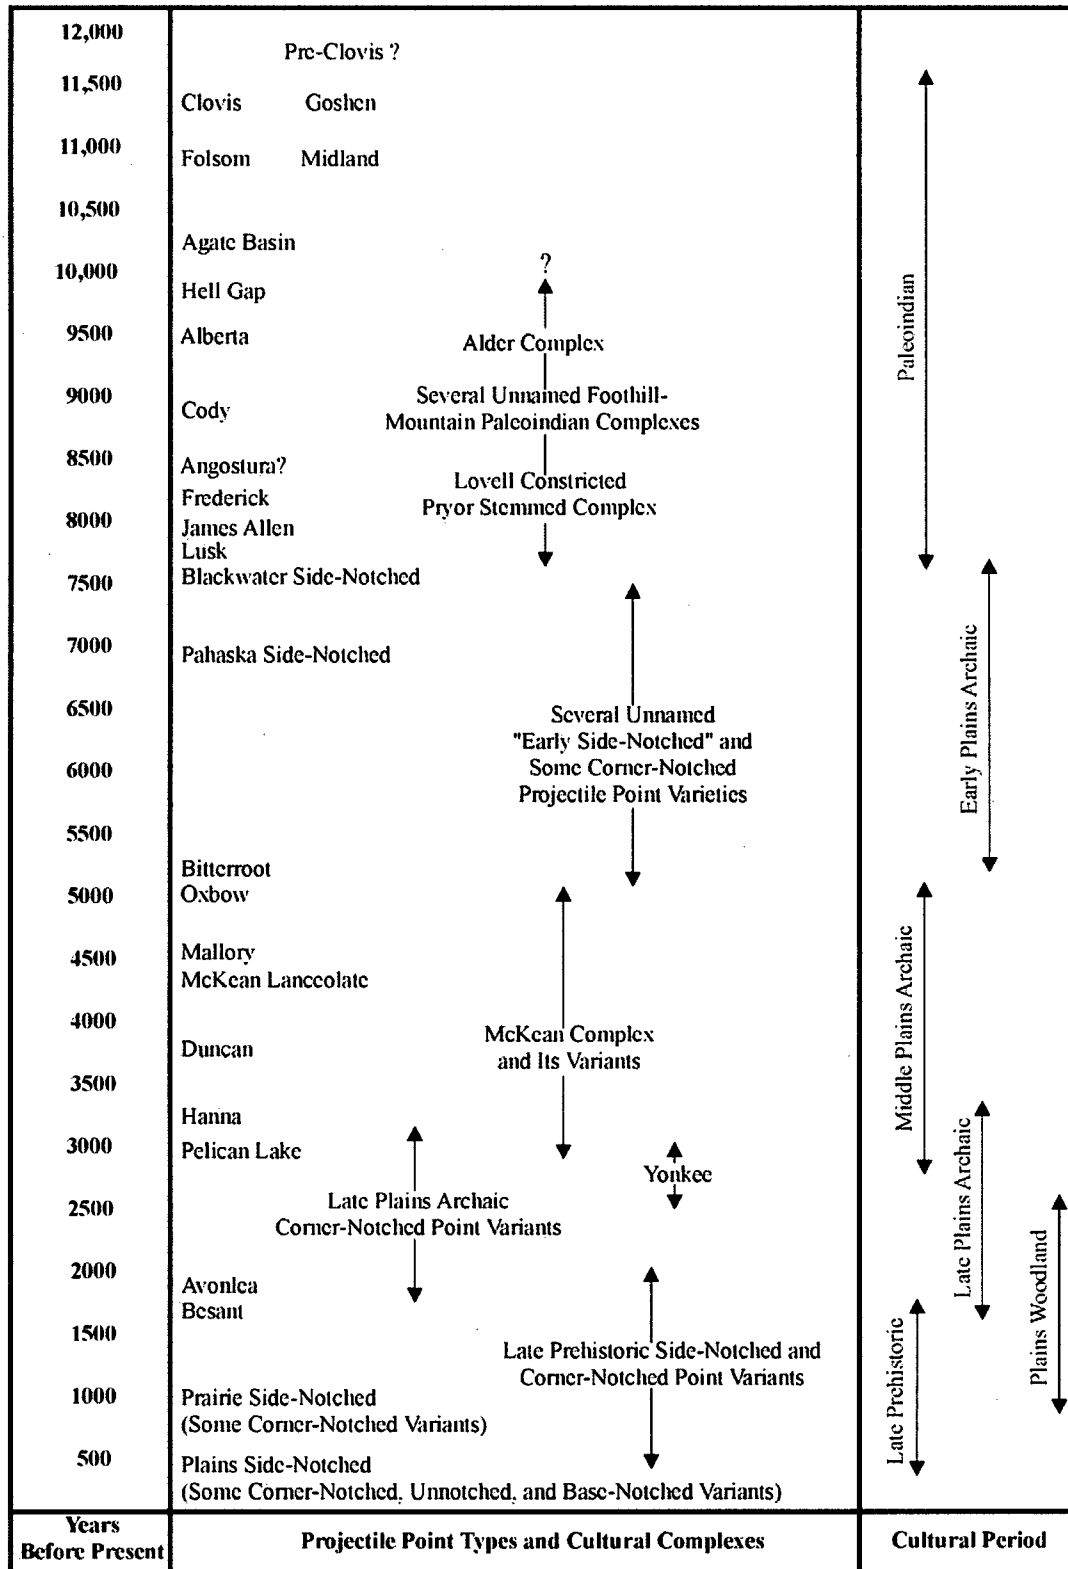 12,000
Pre-Clovis ?
11,500
Clovis Goshen
11,000
Folsom Midland
10,500
Agate Basin
10,000
?
Hell Gap
9500
Alberta
Alder Complex
9000
Several Unnamed Foothill-
Mountain Paleoindian Complexes
Cody
8500
Angostura?
Lovell Constricted
Pryor Stemmed Complex
Frederick
8000
James Allen
Lusk
Blackwater Side-Notched
7500
7000
Pahaska Side-Notched
6500
Several Unnamed
"Early Side-Notched" and
Some Corner-Notched
Projectile Point Varieties
6000
5500
Bitterroot
5000
Oxbow
4500
Mallory
McKean Lanceolate
4000
McKean Complex
and Its Variants
Duncan
3500
Hanna
3000
Pelican Lake
Yonkee
2500
Late Plains Archaic
Corner-Notched Point Variants
2000
Avonlea
Besant
1500
Late Prehistoric Side-Notched and
Corner-Notched Point Variants
1000
Prairie Side-Notched
(Some Corner-Notched Variants)
500
Plains Side-Notched
(Some Corner-Notched, Unnotched, and Base-Notched Variants)
Paleoindian
Early Plains Archaic
Middle Plains Archaic
Late Plains Archaic
Plains Woodland
Late Prehistoric
Years
Before Present
Projectile Point Types and Cultural Complexes
Cultural Period